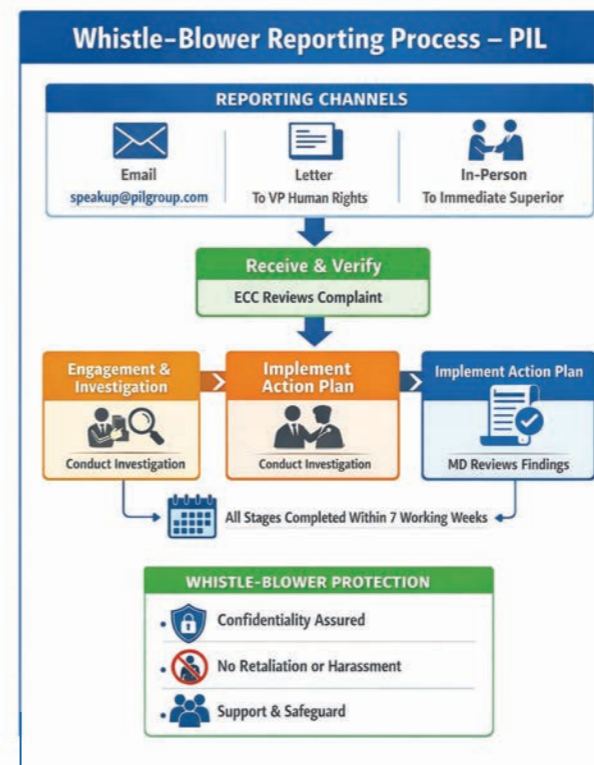 Whistle-Blower Reporting Process – PIL
REPORTING CHANNELS
Email
speakup@pilgroup.com
Letter
To VP Human Rights
In-Person
To Immediate Superior
Receive & Verify
ECC Reviews Complaint
Engagement &
Investigation
Conduct Investigation
Implement
Action Plan
Conduct Investigation
Implement Action Plan
MD Reviews Findings
All Stages Completed Within 7 Working Weeks
WHISTLE-BLOWER PROTECTION
• Confidentiality Assured
• No Retaliation or Harassment
• Support & Safeguard